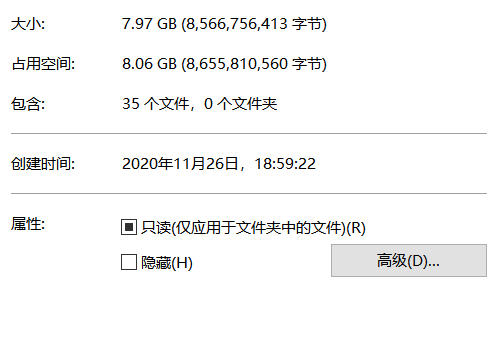 大小: 7.97 GB (8,566,756,413 字节)
占用空间: 8.06 GB (8,655,810,560 字节)
包含: 35 个文件，0 个文件夹
创建时间: 2020年11月26日，18:59:22
属性: 只读(仅应用于文件夹中的文件)(R)
隐藏(H) 高级(D)...